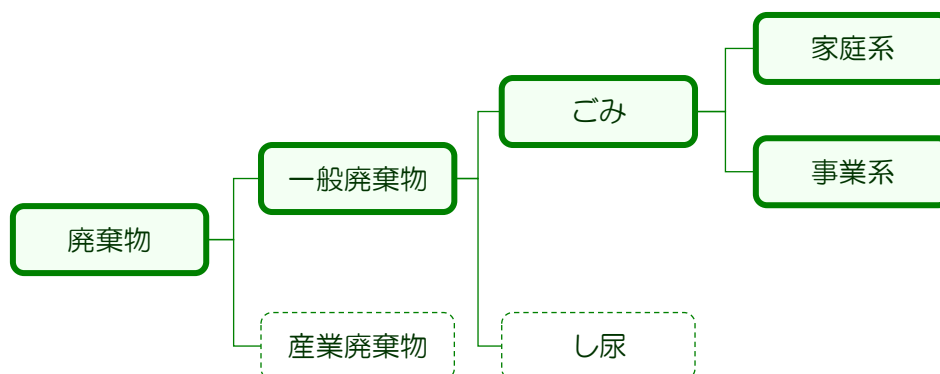 家庭系
ごみ
一般廃棄物
事業系
廃棄物
産業廃棄物
し尿